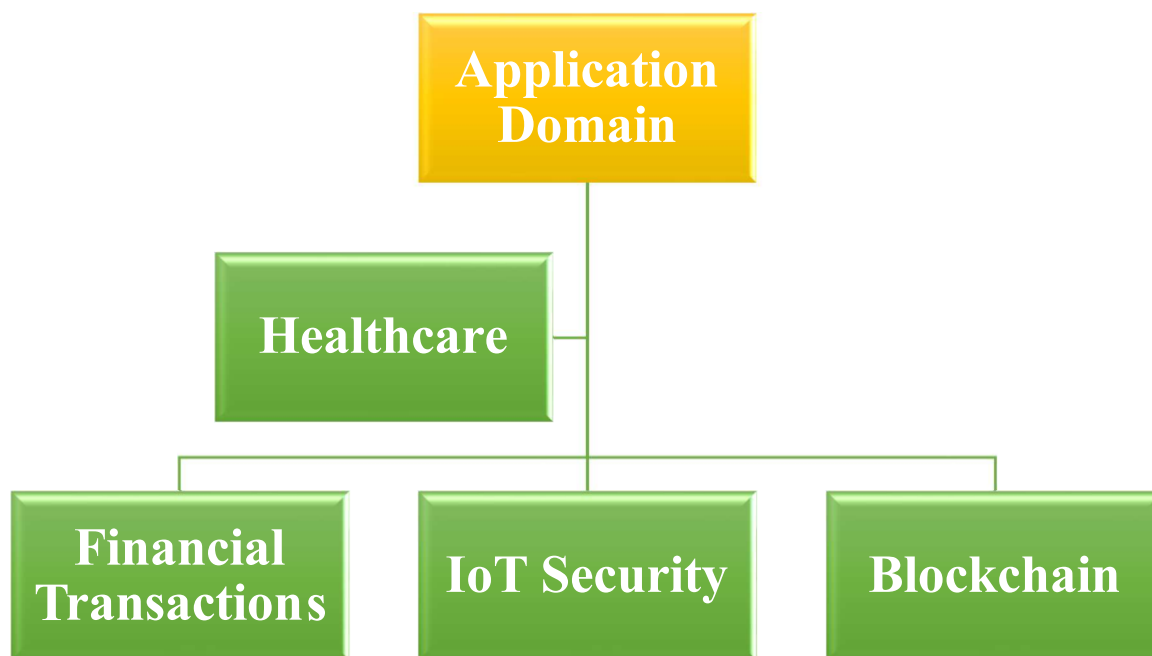 Application
Domain
Healthcare
Financial
Transactions
IoT Security
Blockchain